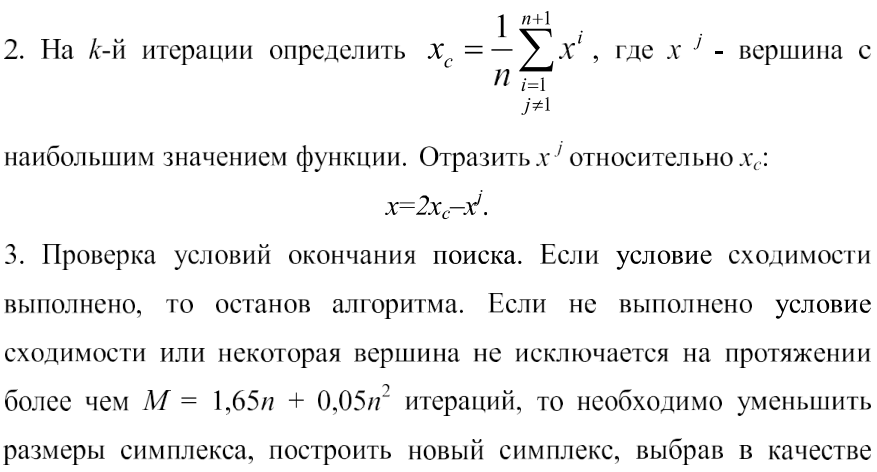 2. На k-й итерации определить x_c = \frac{1}{n} \sum_{\substack{i=1 \\ j≠1}}^{n+1} x^i , где x^j - вершина с
наибольшим значением функции. Отразить x^j относительно x_c:
x=2x_c–x^j.
3. Проверка условий окончания поиска. Если условие сходимости
выполнено, то останов алгоритма. Если не выполнено условие
сходимости или некоторая вершина не исключается на протяжении
более чем M = 1,65n + 0,05n² итераций, то необходимо уменьшить
размеры симплекса, построить новый симплекс, выбрав в качестве